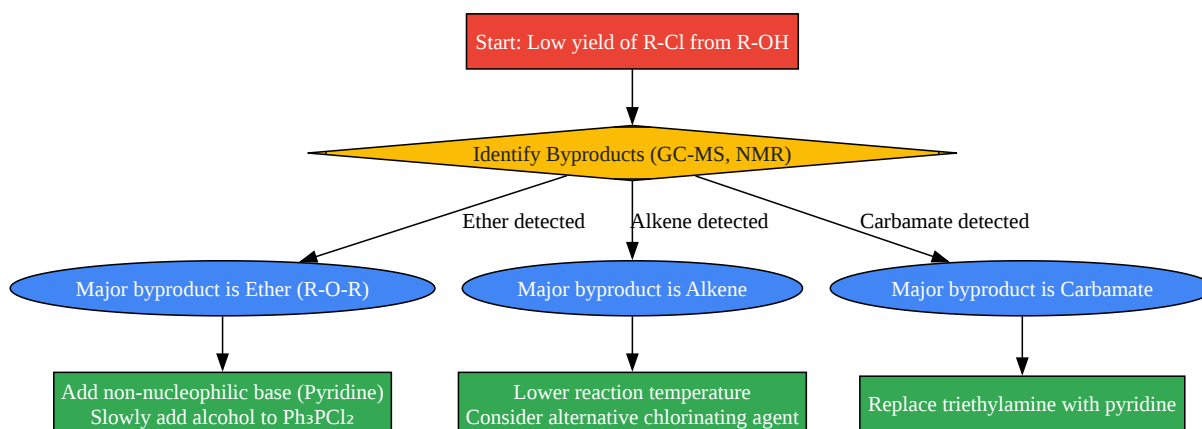 Start: Low yield of R-Cl from R-OH
Identify Byproducts (GC-MS, NMR)
Ether detected
Alkene detected
Carbamate detected
Major byproduct is Ether (R-O-R)
Major byproduct is Alkene
Major byproduct is Carbamate
Add non-nucleophilic base (Pyridine)
Slowly add alcohol to Ph₃PCl₂
Lower reaction temperature
Consider alternative chlorinating agent
Replace triethylamine with pyridine